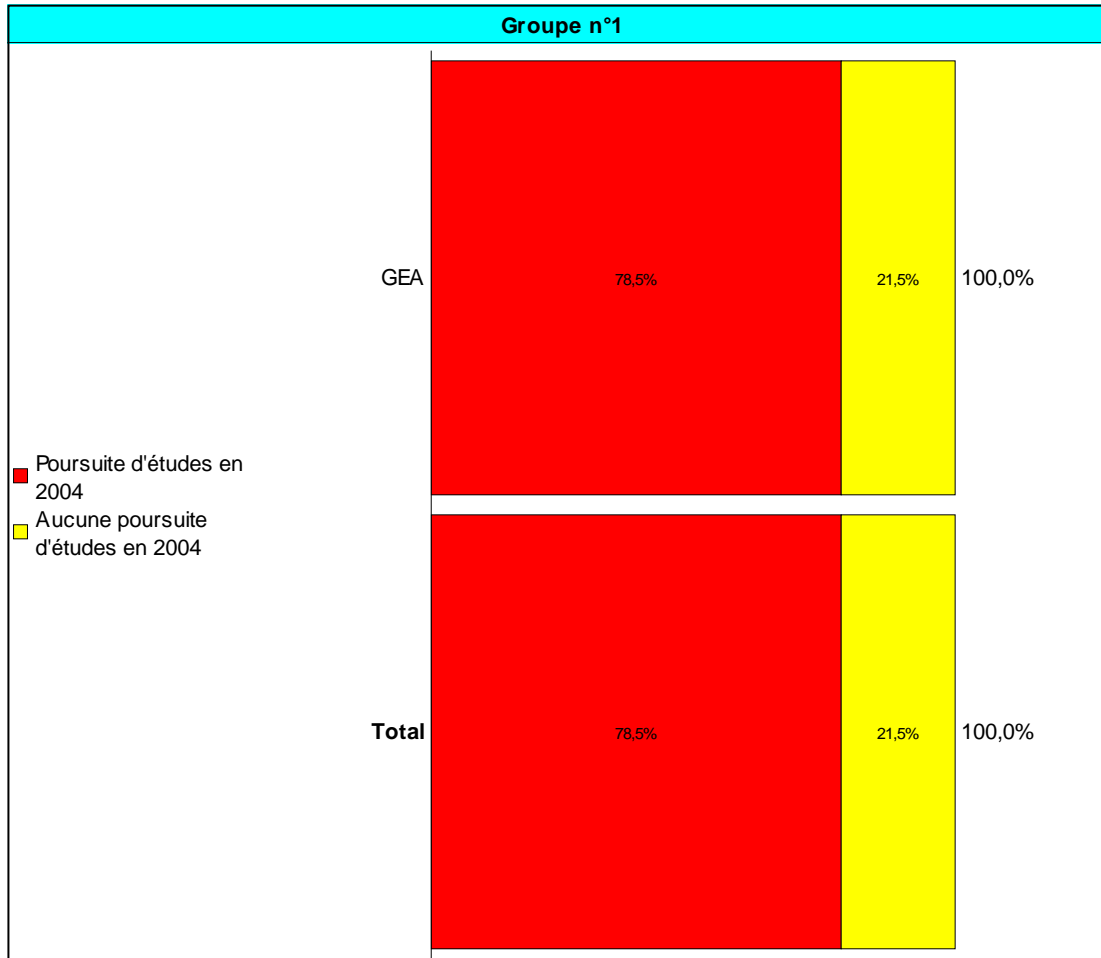 Groupe n°1
GEA
78,5%
21,5%
100,0%
Poursuite d'études en
2004
Aucune poursuite
d'études en 2004
Total
78,5%
21,5%
100,0%